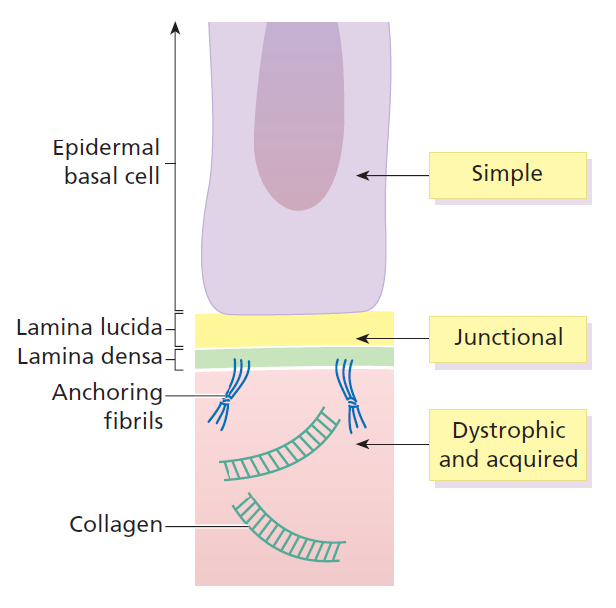 Epidermal
basal cell
Simple
Lamina lucida
Junctional
Lamina densa
Anchoring
fibrils
Dystrophic
and acquired
Collagen